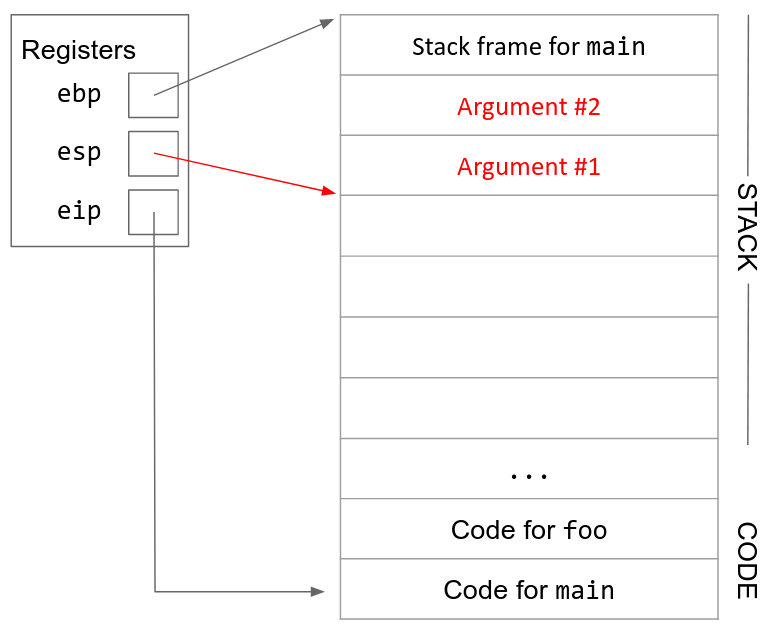 Registers
ebp
esp
eip
Stack frame for main
Argument #2
Argument #1
...
Code for foo
Code for main
STACK
CODE